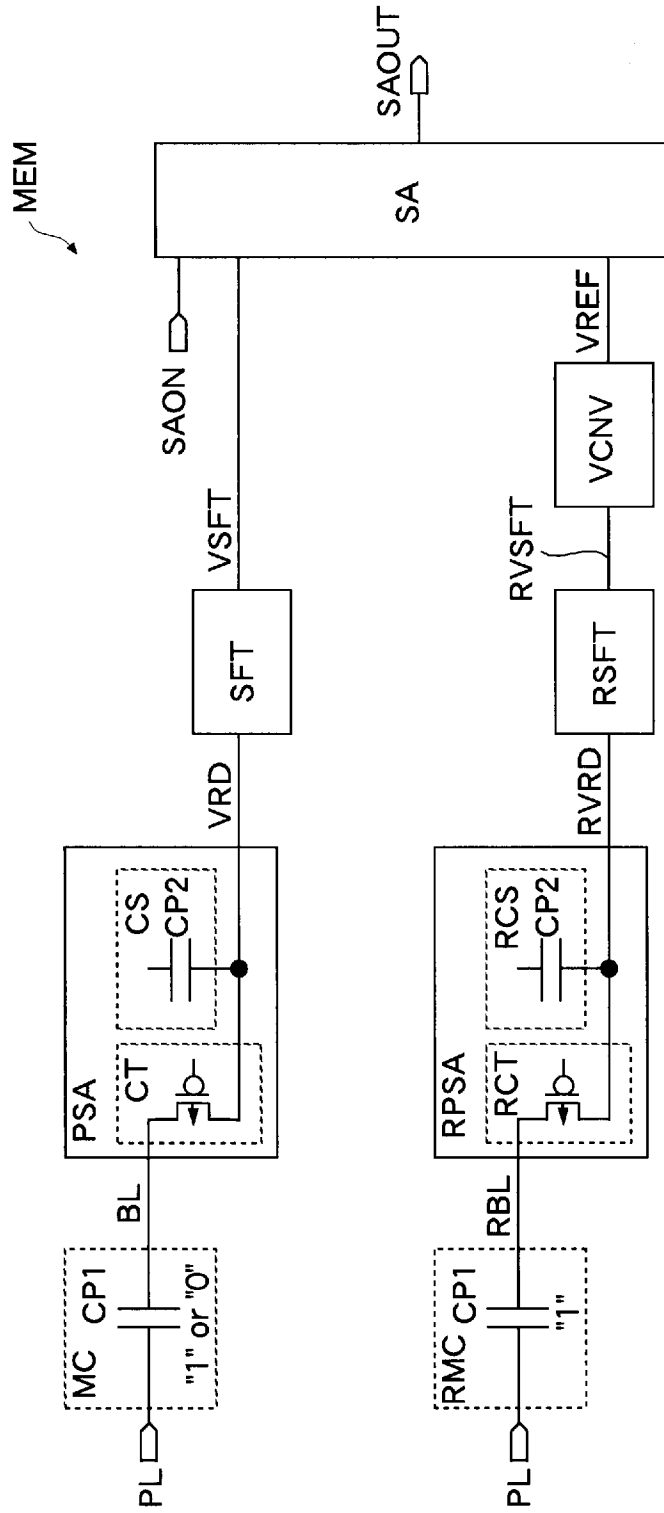 MEM
PL
MC
CP1
"1" or "0"
BL
PSA
CT
CS
CP2
VRD
SFT
VSFT
SAON
SA
SAOUT
PL
RMC
CP1
"1"
RBL
RPSA
RCT
RCS
CP2
RVRD
RSFT
RVSFT
VCNV
VREF